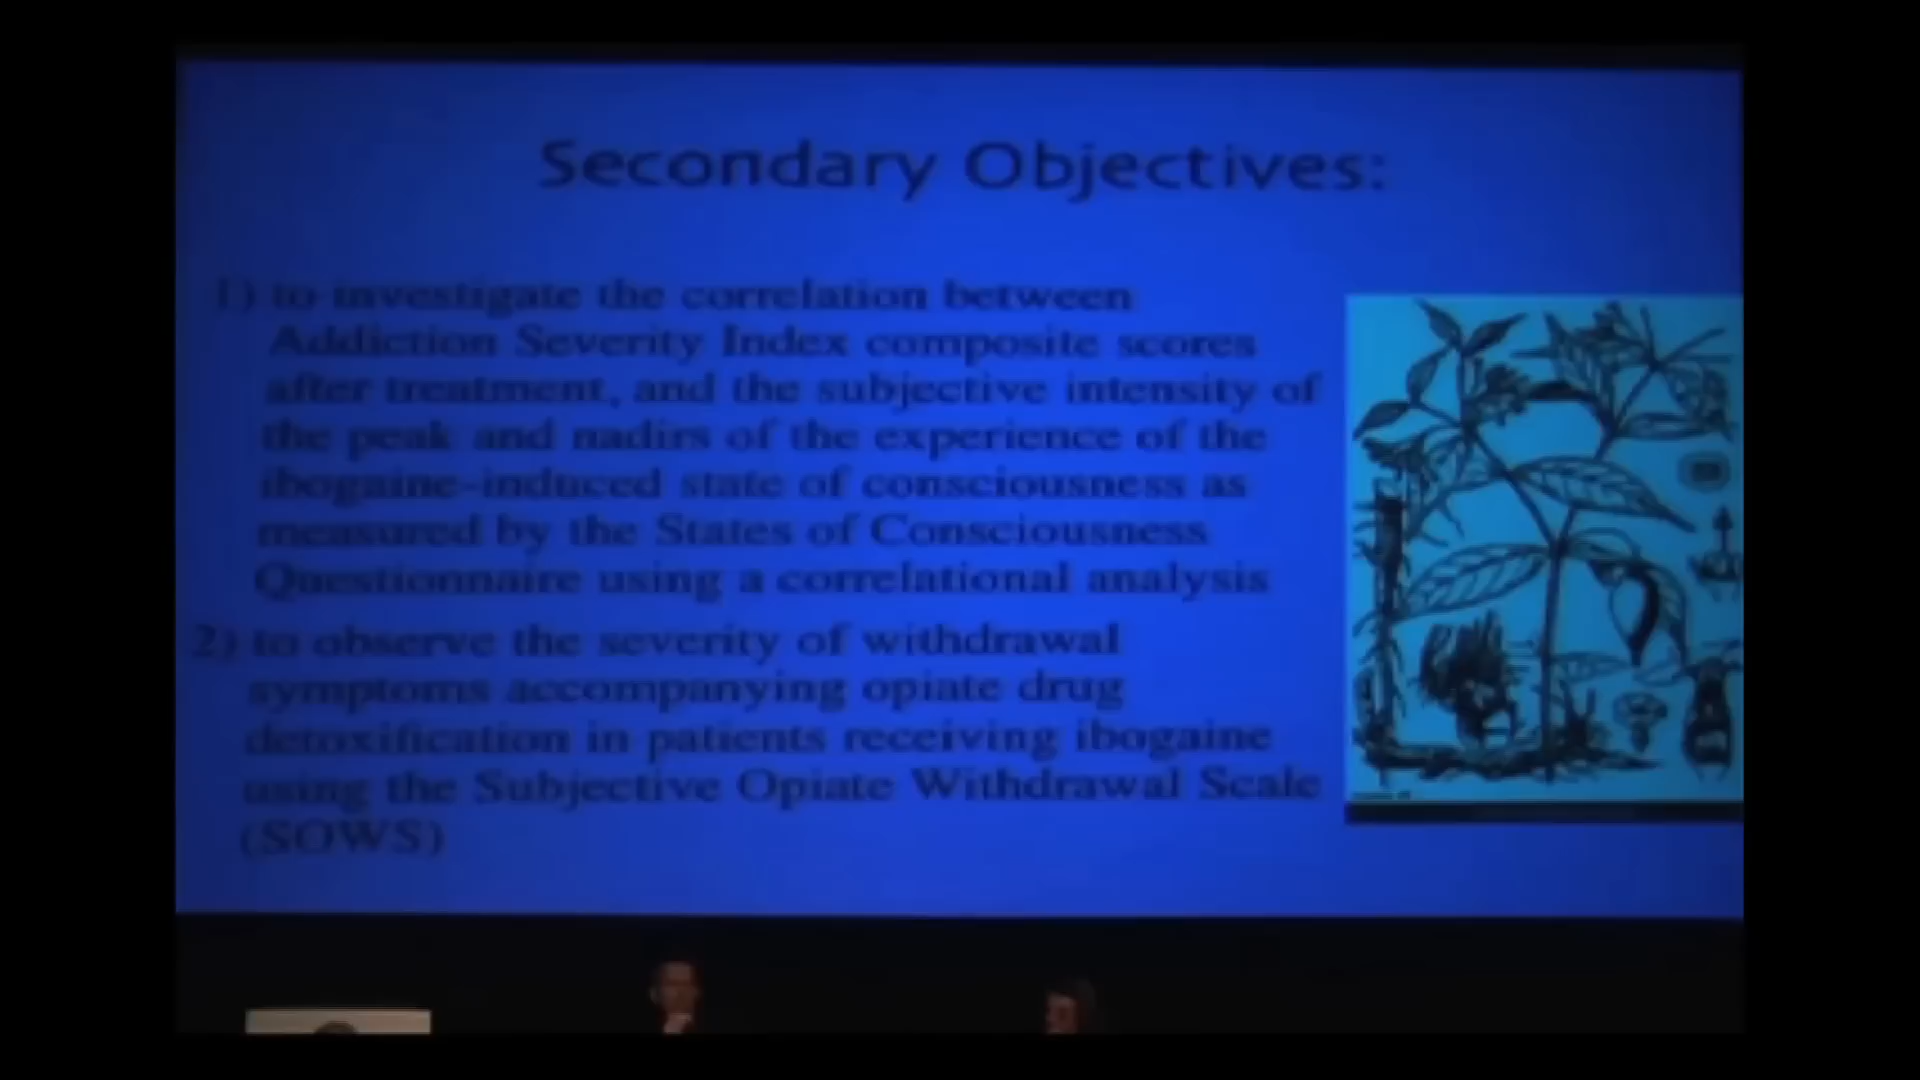 Secondary Objectives:
1) to investigate the correlation between
Addiction Severity Index composite scores
after treatment, and the subjective intensity of
the peak and nadirs of the experience of the
ibogaine-induced state of consciousness as
measured by the States of Consciousness
Questionnaire using a correlational analysis
2) to observe the severity of withdrawal
symptoms accompanying opiate drug
detoxification in patients receiving ibogaine
using the Subjective Opiate Withdrawal Scale
(SOWS)